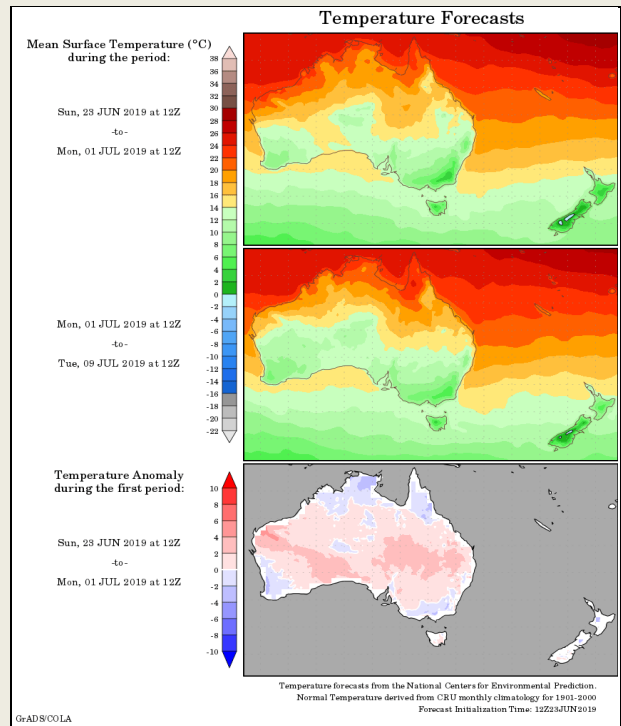 Temperature Forecasts
Mean Surface Temperature (°C)
during the period:
Sun, 23 JUN 2019 at 12Z
-to-
Mon, 01 JUL 2019 at 12Z
38
36
34
32
30
28
26
24
22
20
18
16
14
12
10
8
6
4
2
0
-2
-4
-6
-8
-10
-12
-14
-16
-18
-20
-22
Mon, 01 JUL 2019 at 12Z
-to-
Tue, 09 JUL 2019 at 12Z
Temperature Anomaly
during the first period:
Sun, 23 JUN 2019 at 12Z
-to-
Mon, 01 JUL 2019 at 12Z
10
8
6
4
2
0
-2
-4
-6
-8
-10
Temperature forecasts from the National Centers for Environmental Prediction.
Normal Temperature derived from CRU monthly climatology for 1901-2000
Forecast Initialization Time: 12Z23JUN2019
GrADS/COLA